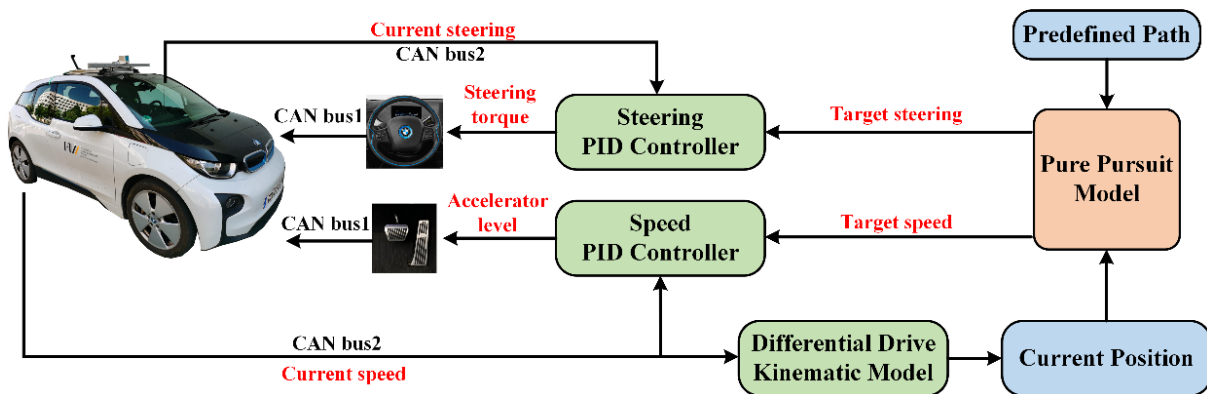 Current steering
CAN bus2
Predefined Path
CAN bus1
Steering
torque
Steering
PID Controller
Target steering
Pure Pursuit
Model
CAN bus1
Accelerator
level
Speed
PID Controller
Target speed
CAN bus2
Current speed
Differential Drive
Kinematic Model
Current Position